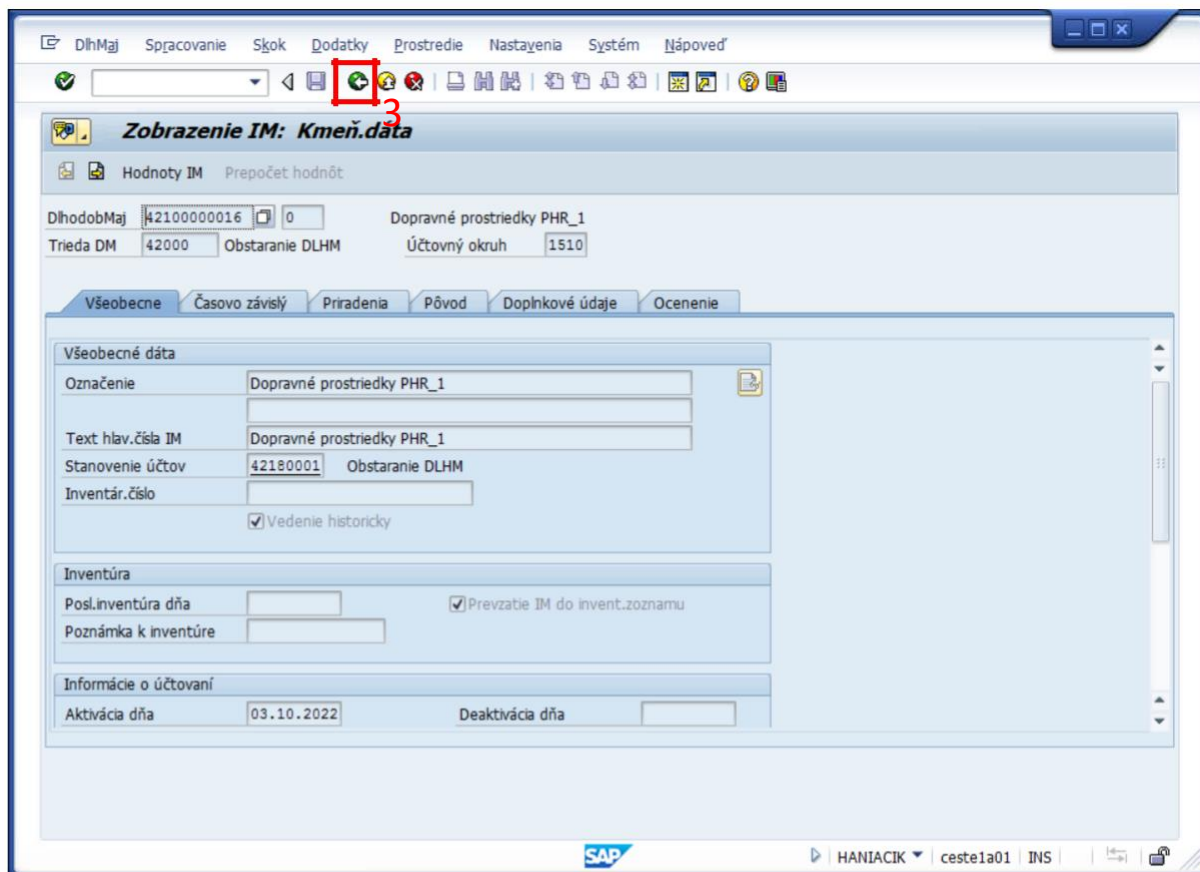 DlhMaj Spracovanie Skok Dodatky Prostredie Nastavenia Systém Nápoveď
3
Zobrazenie IM: Kmeň.dáta
Hodnoty IM Prepočet hodnôt
DlhodobMaj 42100000016 0 Dopravné prostriedky PHR_1
Trieda DM 42000 Obstaranie DLHM Účtovný okruh 1510
Všeobecne Časovo závislý Priradenia Pôvod Doplnkové údaje Ocenenie
Všeobecné dáta
Označenie Dopravné prostriedky PHR_1
Text hlav.čísla IM Dopravné prostriedky PHR_1
Stanovenie účtov 42180001 Obstaranie DLHM
Inventár.číslo
Vedenie historicky
Inventúra
Posl.inventúra dňa Prevzatie IM do invent.zoznamu
Poznámka k inventúre
Informácie o účtovaní
Aktivácia dňa 03.10.2022 Deaktivácia dňa
SAP HANIACIK ceste1a01 INS